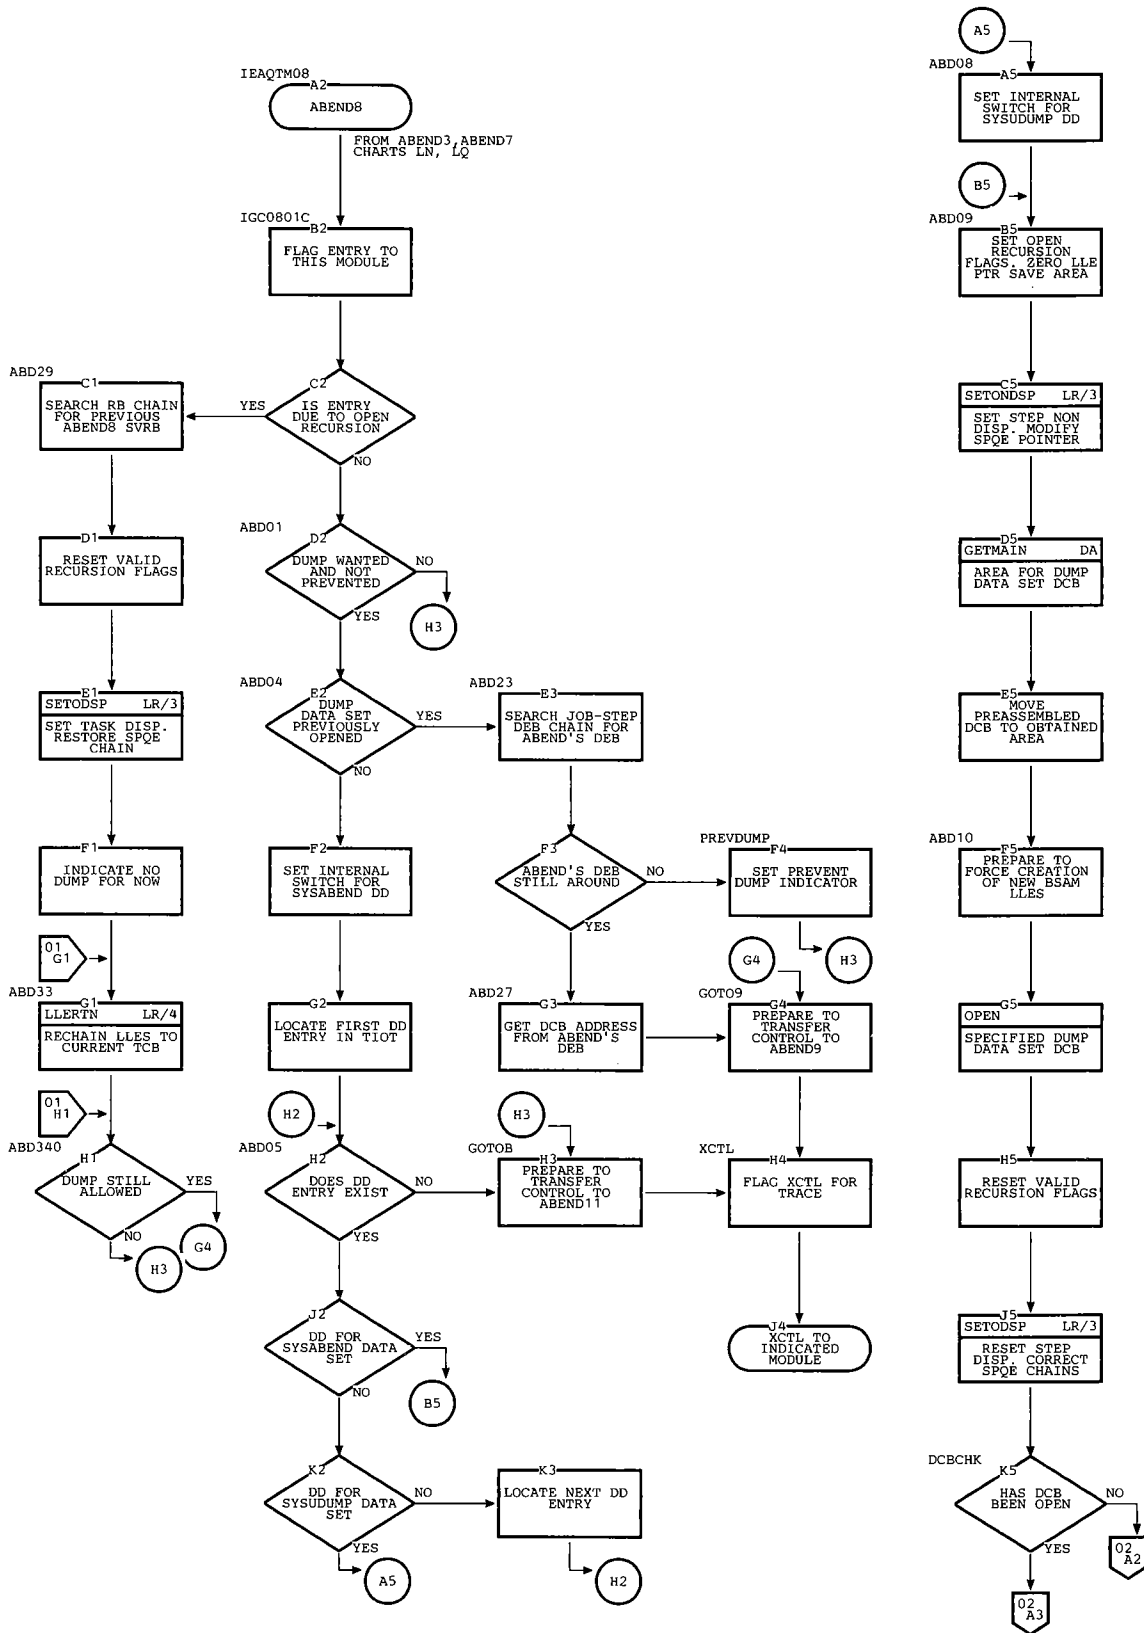 A5
IEAQTM08
A2
ABEND8
FROM ABEND3,ABEND7
CHARTS LN, LQ
ABD08
A5
SET INTERNAL
SWITCH FOR
SYSUDUMP DD
B5
IGC0801C
B2
FLAG ENTRY TO
THIS MODULE
ABD09
B5
SET OPEN
RECURSION
FLAGS. ZERO LLE
PTR SAVE AREA
ABD29
C1
SEARCH RB CHAIN
FOR PREVIOUS
ABEND8 SVRB
YES
C2
IS ENTRY
DUE TO OPEN
RECURSION
NO
C5
SETONDSP LR/3
SET STEP NON
DISP. MODIFY
SPQE POINTER
D1
RESET VALID
RECURSION FLAGS
ABD01
D2
DUMP WANTED
AND NOT
PREVENTED
NO
YES
H3
D5
GETMAIN DA
AREA FOR DUMP
DATA SET DCB
E1
SETODSP LR/3
SET TASK DISP.
RESTORE SPQE
CHAIN
ABD04
E2
DUMP
DATA SET
PREVIOUSLY
OPENED
YES
NO
ABD23
E3
SEARCH JOB-STEP
DEB CHAIN FOR
ABEND'S DEB
E5
MOVE
PREASSEMBLED
DCB TO OBTAINED
AREA
F1
INDICATE NO
DUMP FOR NOW
F2
SET INTERNAL
SWITCH FOR
SYSABEND DD
F3
ABEND'S DEB
STILL AROUND
NO
YES
PREVDUMP
F4
SET PREVENT
DUMP INDICATOR
H3
ABD10
F5
PREPARE TO
FORCE CREATION
OF NEW BSAM
LLES
01
G1
G4
ABD33
G1
LLERTN LR/4
RECHAIN LLES TO
CURRENT TCB
G2
LOCATE FIRST DD
ENTRY IN TIOT
ABD27
G3
GET DCB ADDRESS
FROM ABEND'S
DEB
GOTO9
G4
PREPARE TO
TRANSFER
CONTROL TO
ABEND9
G5
OPEN
SPECIFIED DUMP
DATA SET DCB
01
H1
H2
H3
ABD340
H1
DUMP STILL
ALLOWED
YES
NO
H3
G4
ABD05
H2
DOES DD
ENTRY EXIST
NO
YES
GOTOB
H3
PREPARE TO
TRANSFER
CONTROL TO
ABEND11
XCTL
H4
FLAG XCTL FOR
TRACE
H5
RESET VALID
RECURSION FLAGS
J2
DD FOR
SYSABEND DATA
SET
YES
NO
B5
J4
XCTL TO
INDICATED
MODULE
J5
SETODSP LR/3
RESET STEP
DISP. CORRECT
SPQE CHAINS
K2
DD FOR
SYSUDUMP DATA
SET
NO
YES
A5
K3
LOCATE NEXT DD
ENTRY
H2
DCBCHK
K5
HAS DCB
BEEN OPEN
NO
YES
02
A2
02
A3